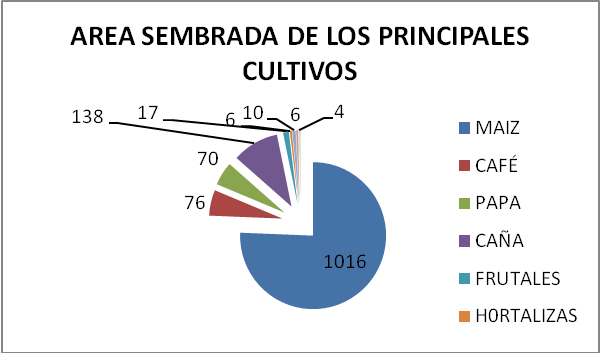 AREA SEMBRADA DE LOS PRINCIPALES
CULTIVOS
138
17
6
10
6
4
70
76
1016
MAIZ
CAFÉ
PAPA
CAÑA
FRUTALES
H0RTALIZAS